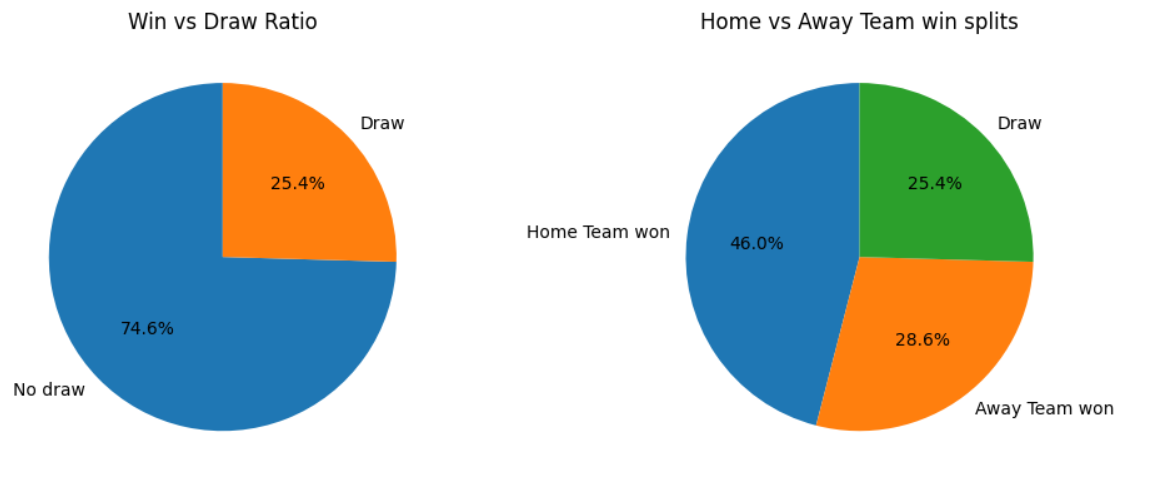 Win vs Draw Ratio
Draw
25.4%
74.6%
No draw
Home vs Away Team win splits
Draw
25.4%
Home Team won
46.0%
28.6%
Away Team won